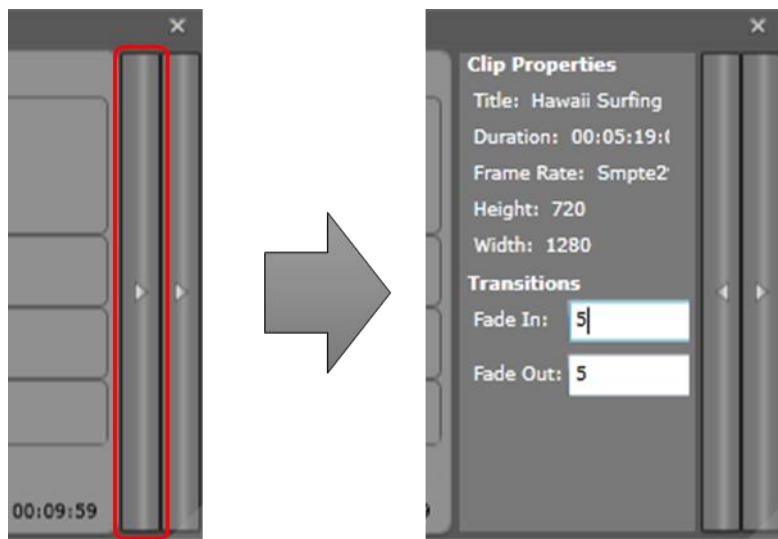 00:09:59
Clip Properties
Title: Hawaii Surfing
Duration: 00:05:19:
Frame Rate: Smpte2
Height: 720
Width: 1280
Transitions
Fade In: 5
Fade Out: 5